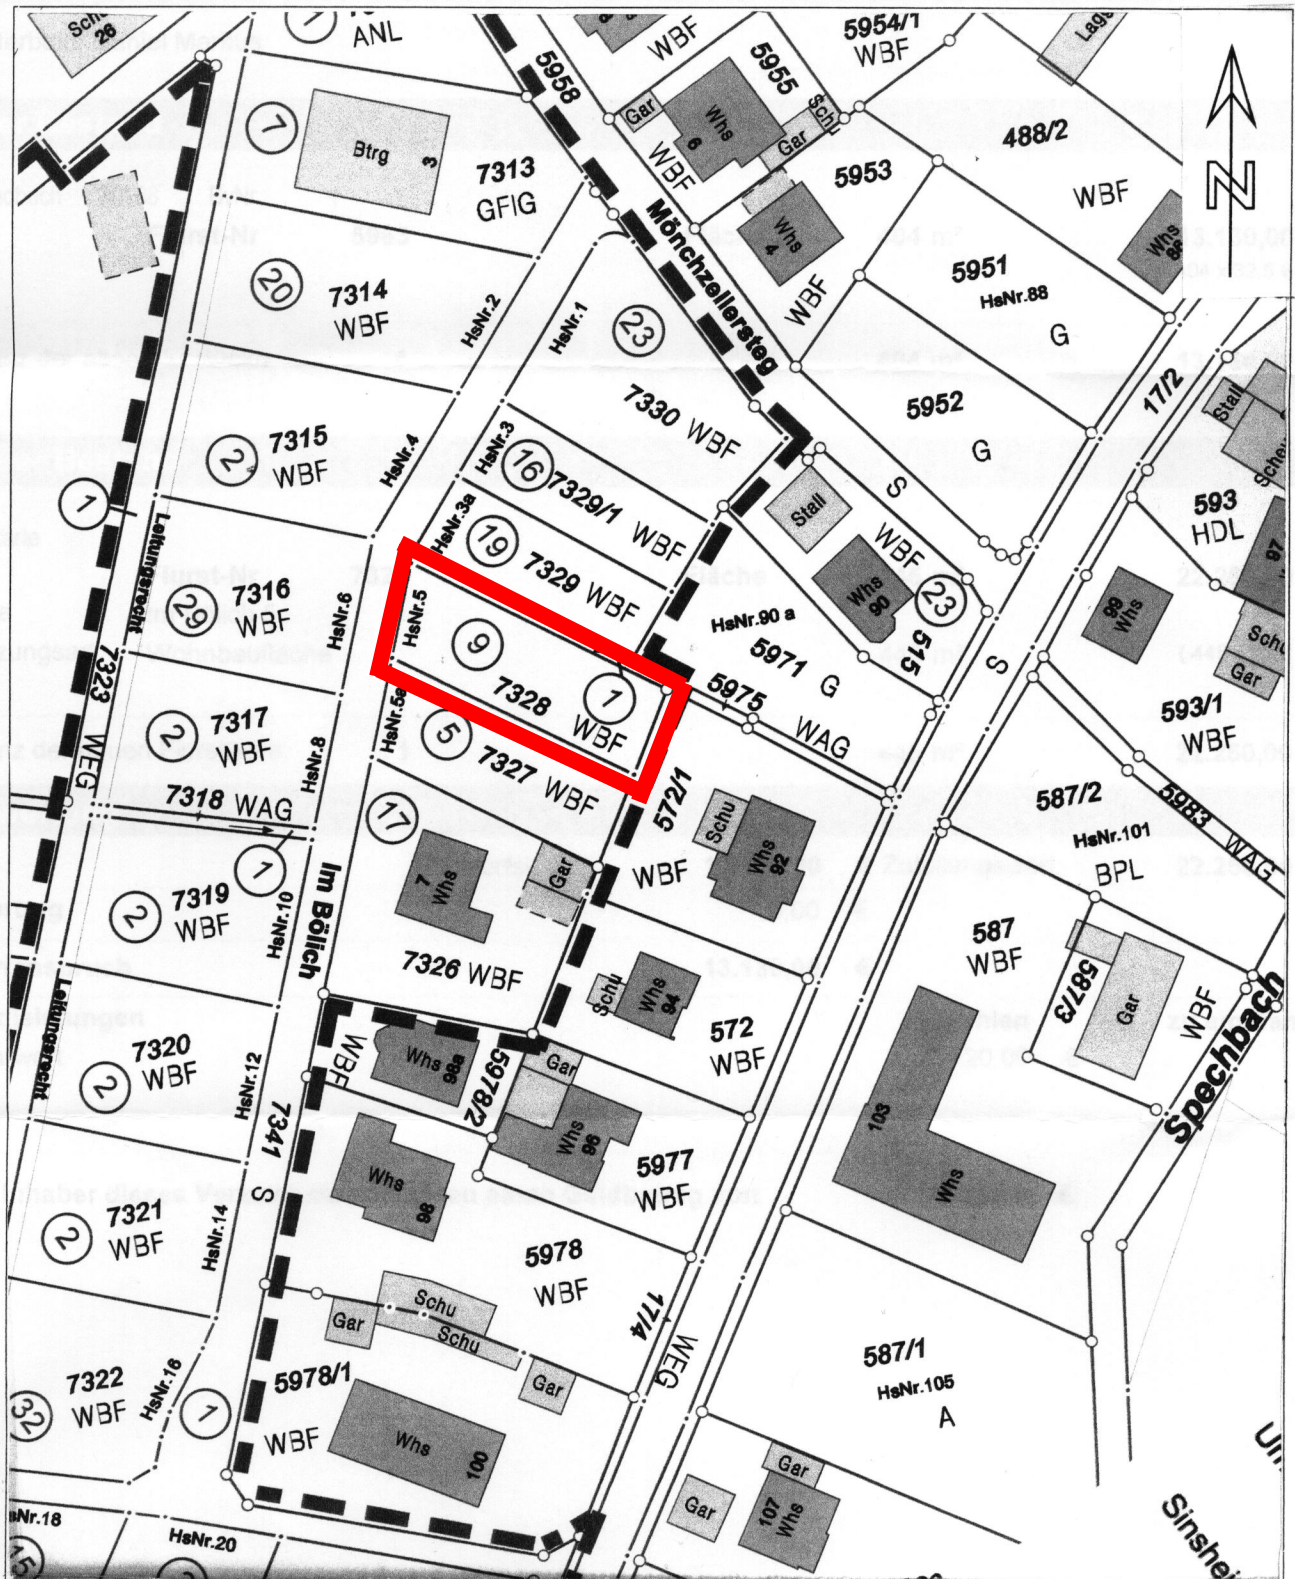 26
1
ANL
WBF
5954/1
WBF
5958
5955
Gar
Whs
6
Gar
Schu
7
Btrg
3
7313
GFIG
WBF
5953
488/2
WBF
N
Mönchzellersteg
Whs
4
Whs
86
20
7314
WBF
HsNr.2
HsNr.1
23
WBF
5951
HsNr.88
G
7330 WBF
5952
G
17/2
Stall
2
7315
WBF
HsNr.4
HsNr.3
16
7329/1 WBF
1
Leitungsrecht
HsNr.3a
19
7329 WBF
Stall
S
WBF
593
HDL
97
29
7316
WBF
HsNr.6
HsNr.5
9
7328
WBF
1
Whs
90
23
HsNr.90 a
5971 G
545
S
99
Whs
Schu
Gar
7323
WEG
2
7317
WBF
HsNr.5a
5
7327 WBF
5975
WAG
593/1
WBF
HsNr.8
7318 WAG
1
17
572/1
Schu
Whs
92
WBF
587/2
HsNr.101
BPL
5983
WAG
2
7319
WBF
HsNr.10
Im Bölich
7
Whs
Gar
7326 WBF
587
WBF
Leitungsrecht
Schu
Whs
94
572
WBF
587/3
Gar
WBF
Spechbach
2
7320
WBF
HsNr.12
WBF
Whs
98a
5978/2
Gar
Whs
96
103
Whs
7341
S
Whs
98
5977
WBF
2
7321
WBF
HsNr.14
5978
WBF
Schu
Gar
Schu
17/4
WEG
587/1
HsNr.105
A
32
7322
WBF
HsNr.16
1
5978/1
WBF
Gar
Whs
100
Gar
Gar
107
Whs
HsNr.20